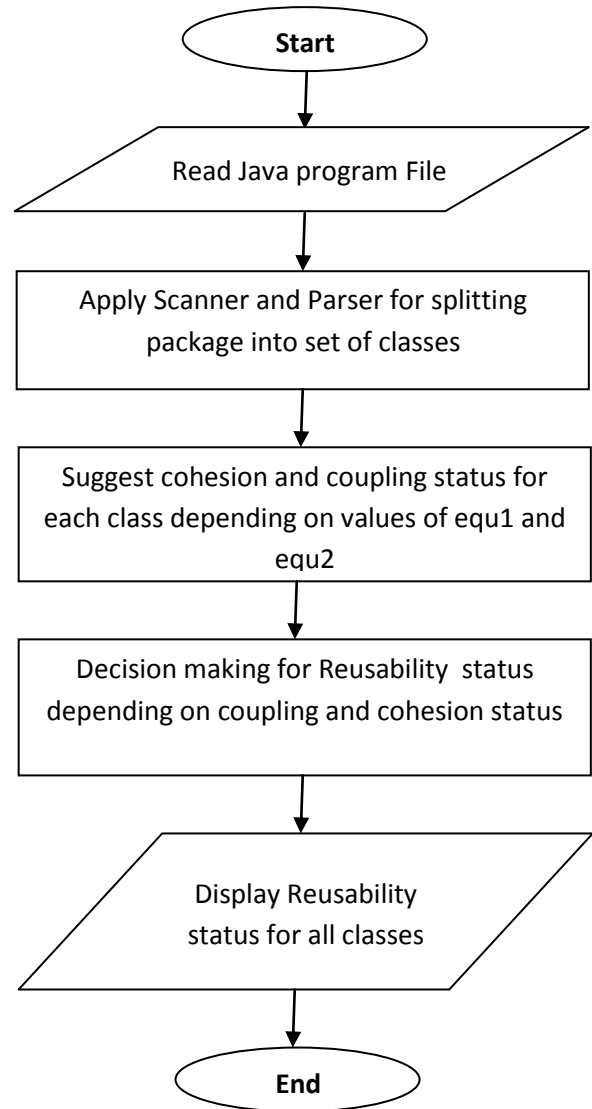 Start
Read Java program File
Apply Scanner and Parser for splitting
package into set of classes
Suggest cohesion and coupling status for
each class depending on values of equ1 and
equ2
Decision making for Reusability status
depending on coupling and cohesion status
Display Reusability
status for all classes
End